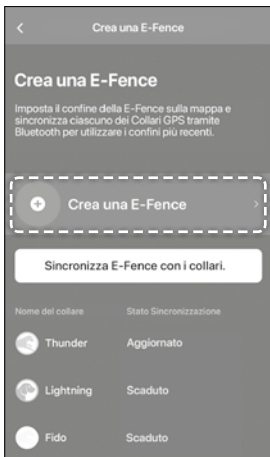 Crea una E-Fence
Crea una E-Fence
Imposta il confine della E-Fence sulla mappa e
sincronizza ciascuno dei Collari GPS tramite
Bluetooth per utilizzare i confini più recenti.
Crea una E-Fence
Sincronizza E-Fence con i collari.
Nome del collare Stato Sincronizzazione
Thunder Aggiornato
Lightning Scaduto
Fido Scaduto